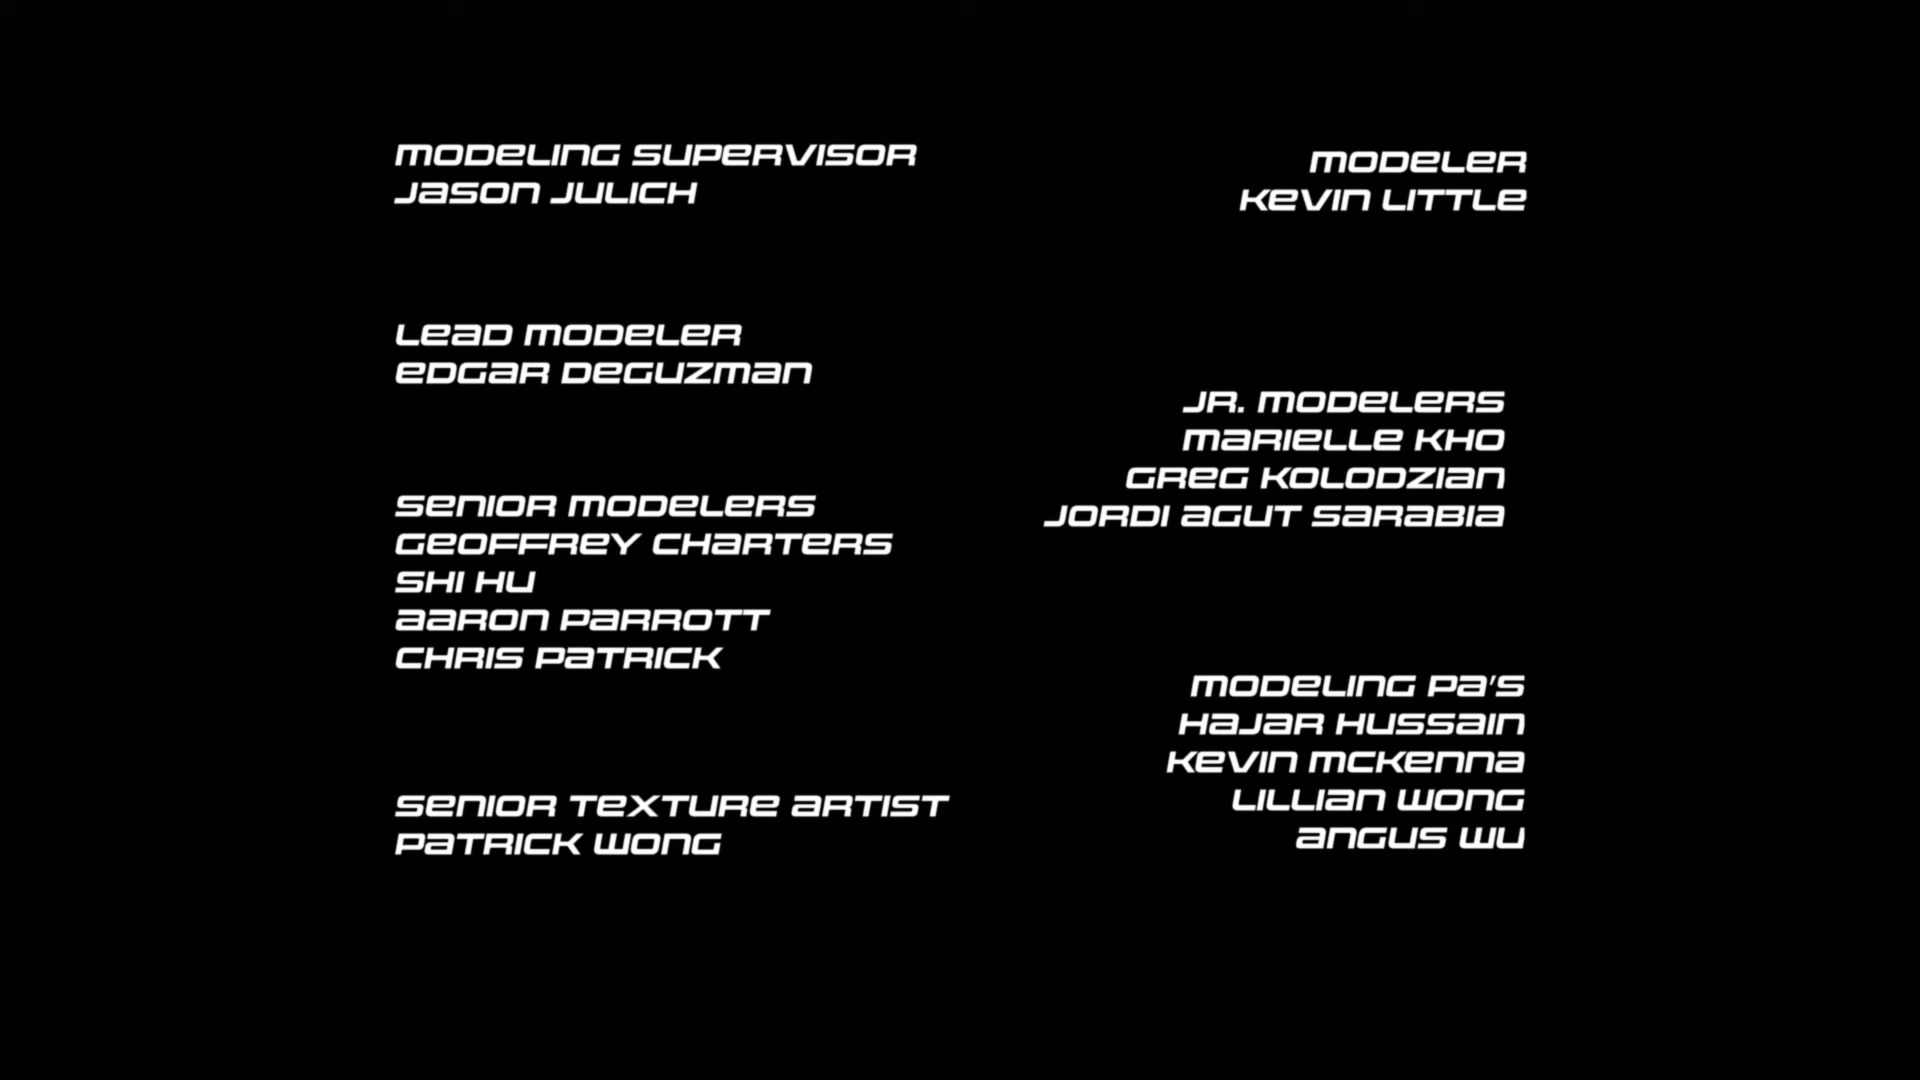 MODELING SUPERVISOR
JASON JULICH
LEAD MODELER
EDGAR DEGUZMAN
SENIOR MODELERS
GEOFFREY CHARTERS
SHI HU
AARON PARROTT
CHRIS PATRICK
SENIOR TEXTURE ARTIST
PATRICK WONG
MODELER
KEVIN LITTLE
JR. MODELERS
MARIELLE KHO
GREG KOLODZIAN
JORDI AGUT SARABIA
MODELING PA'S
HAJAR HUSSAIN
KEVIN MCKENNA
LILLIAN WONG
ANGUS WU